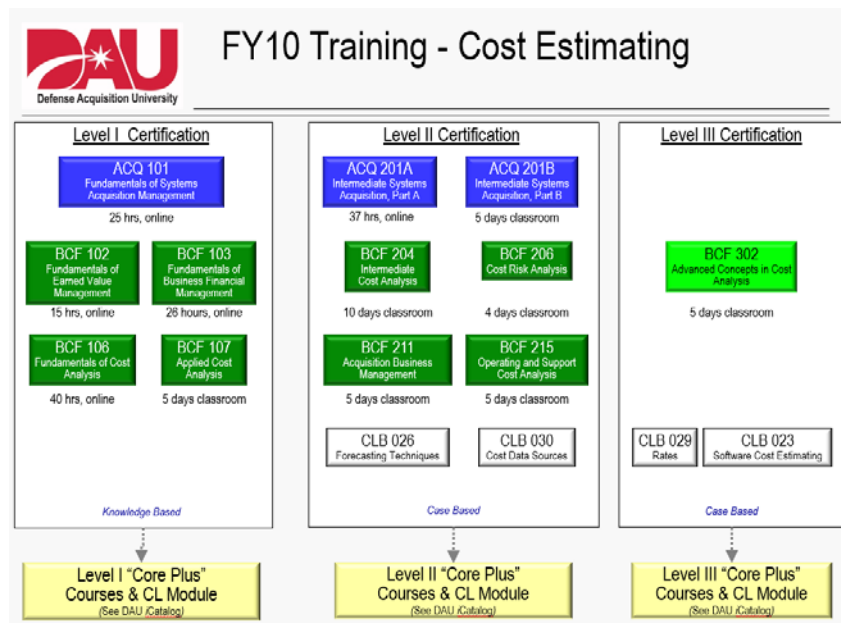 DAU
Defense Acquisition University
FY10 Training - Cost Estimating
Level I Certification
ACQ 101
Fundamentals of Systems
Acquisition Management
25 hrs, online
BCF 102
Fundamentals of
Earned Value
Management
15 hrs, online
BCF 103
Fundamentals of
Business Financial
Management
26 hours, online
BCF 106
Fundamentals of Cost
Analysis
40 hrs, online
BCF 107
Applied Cost
Analysis
5 days classroom
Knowledge Based
Level I "Core Plus"
Courses & CL Module
(See DAU iCatalog)
Level II Certification
ACQ 201A
Intermediate Systems
Acquisition, Part A
37 hrs, online
ACQ 201B
Intermediate Systems
Acquisition, Part B
5 days classroom
BCF 204
Intermediate
Cost Analysis
10 days classroom
BCF 206
Cost Risk Analysis
4 days classroom
BCF 211
Acquisition Business
Management
5 days classroom
BCF 215
Operating and Support
Cost Analysis
5 days classroom
CLB 026
Forecasting Techniques
CLB 030
Cost Data Sources
Case Based
Level II "Core Plus"
Courses & CL Module
(See DAU iCatalog)
Level III Certification
BCF 302
Advanced Concepts in Cost
Analysis
5 days classroom
CLB 029
Rates
CLB 023
Software Cost Estimating
Case Based
Level III "Core Plus"
Courses & CL Module
(See DAU iCatalog)